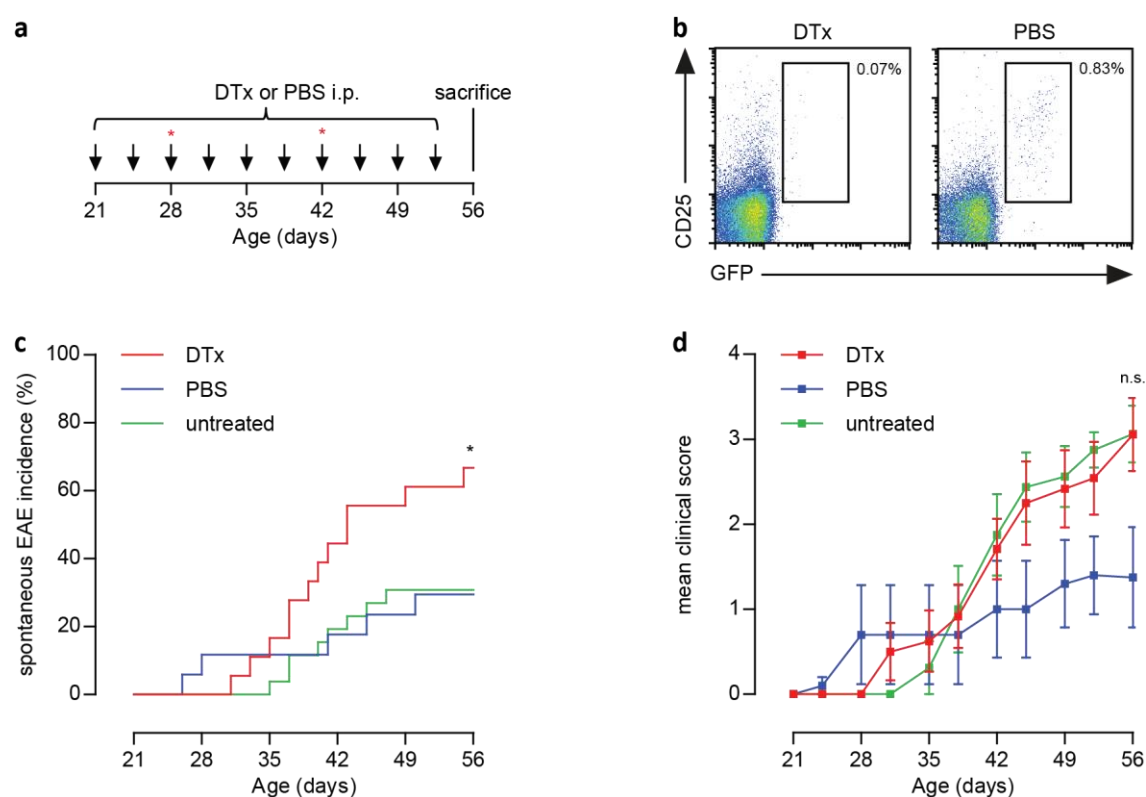 a
DTx or PBS i.p.
sacrifice
* *
21 28 35 42 49 56
Age (days)
b
DTx PBS
0.07% 0.83%
CD25
GFP
c
DTx
PBS
untreated
*
100
80
60
40
20
0
spontaneous EAE incidence (%)
21 28 35 42 49 56
Age (days)
d
DTx
PBS
untreated
n.s.
4
3
2
1
0
mean clinical score
21 28 35 42 49 56
Age (days)